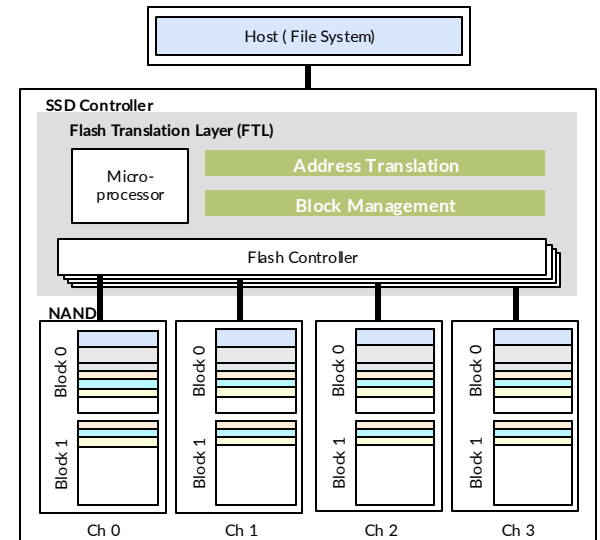 Host ( File System)
SSD Controller
Flash Translation Layer (FTL)
Micro-
processor
Address Translation
Block Management
Flash Controller
NAND
Block 0
Block 0
Block 0
Block 0
Block 1
Block 1
Block 1
Block 1
Ch 0
Ch 1
Ch 2
Ch 3